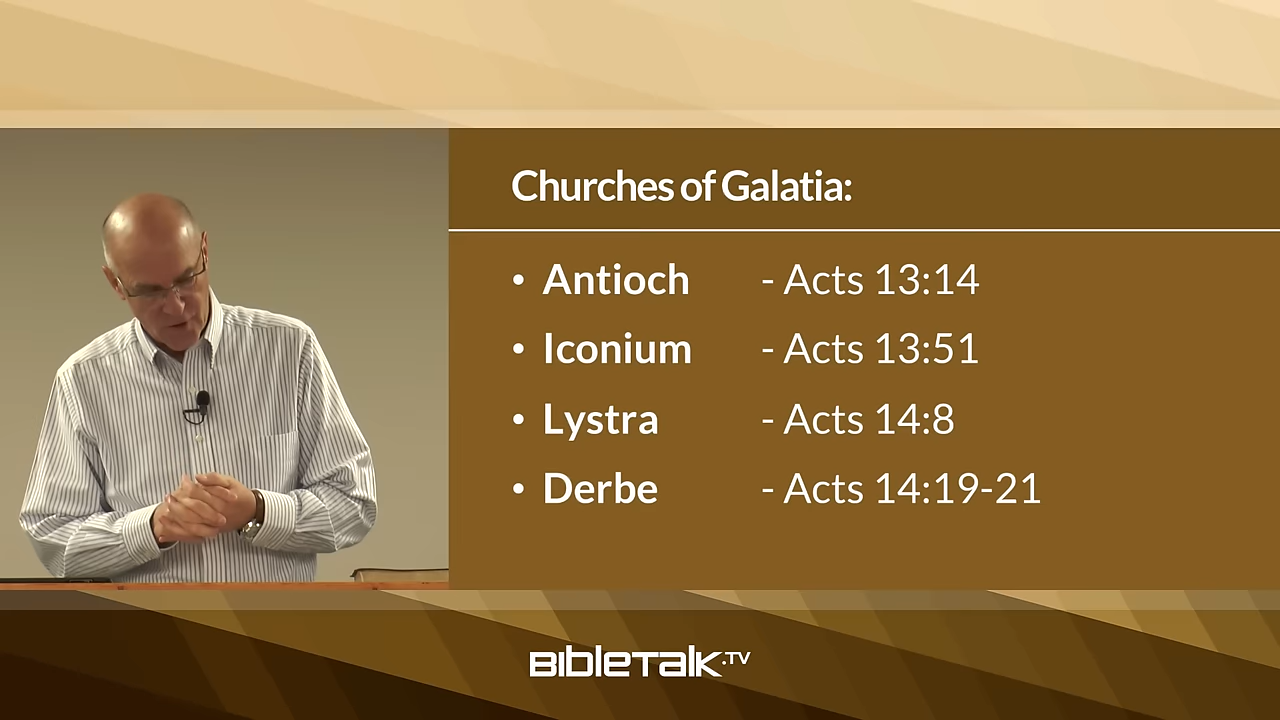 Churches of Galatia:
• Antioch - Acts 13:14
• Iconium - Acts 13:51
• Lystra - Acts 14:8
• Derbe - Acts 14:19-21
BIBLETALK.TV